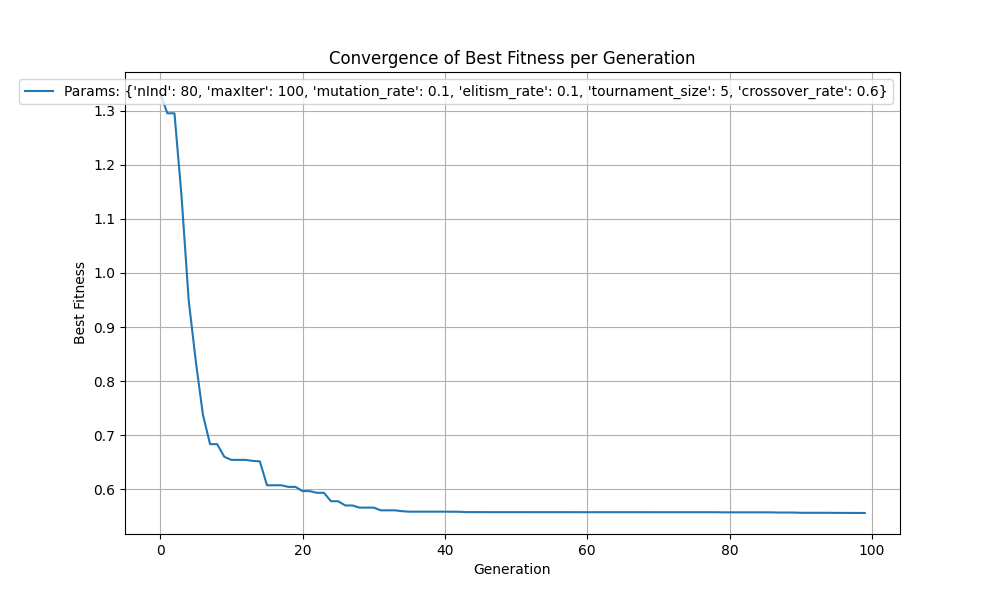 Convergence of Best Fitness per Generation
Params: {'nInd': 80, 'maxIter': 100, 'mutation_rate': 0.1, 'elitism_rate': 0.1, 'tournament_size': 5, 'crossover_rate': 0.6}
1.3
1.2
1.1
1.0
0.9
0.8
0.7
0.6
Best Fitness
0 20 40 60 80 100
Generation